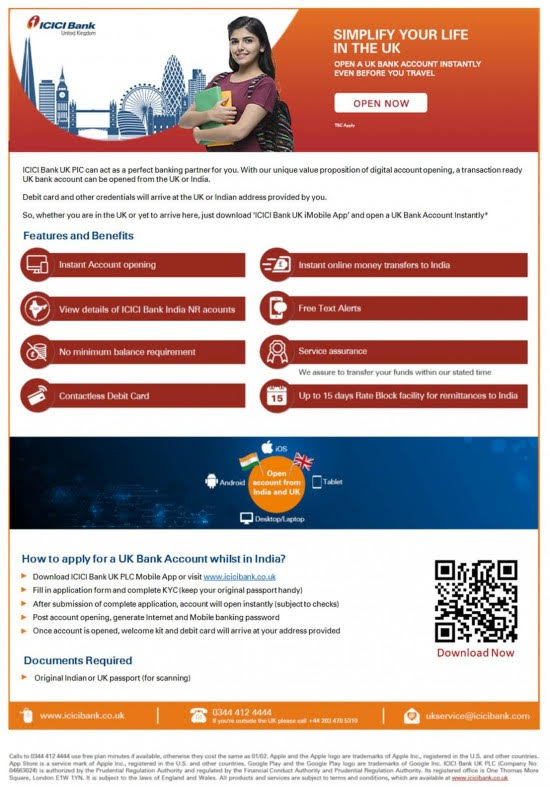 ICICI Bank
United Kingdom
SIMPLIFY YOUR LIFE
IN THE UK
OPEN A UK BANK ACCOUNT INSTANTLY
EVEN BEFORE YOU TRAVEL
OPEN NOW
T&C Apply
ICICI Bank UK PlC can act as a perfect banking partner for you. With our unique value proposition of digital account opening, a transaction ready
UK bank account can be opened from the UK or India.
Debit card and other credentials will arrive at the UK or Indian address provided by you.
So, whether you are in the UK or yet to arrive here, just download 'ICICI Bank UK iMobile App' and open a UK Bank Account Instantly*
Features and Benefits
Instant Account opening
Instant online money transfers to India
View details of ICICI Bank India NR acounts
Free Text Alerts
No minimum balance requirement
Service assurance
We assure to transfer your funds within our stated time
Contactless Debit Card
15
Up to 15 days Rate Block facility for remittances to India
iOS
Android
Open
account from
India and UK
Tablet
Desktop/Laptop
How to apply for a UK Bank Account whilst in India?
Download ICICI Bank UK PLC Mobile App or visit www.icicibank.co.uk
Fill in application form and complete KYC (keep your original passport handy)
After submission of complete application, account will open instantly (subject to checks)
Post account opening, generate Internet and Mobile banking password
Once account is opened, welcome kit and debit card will arrive at your address provided
Download Now
Documents Required
Original Indian or UK passport (for scanning)
www.icicibank.co.uk
0344 412 4444
If you're outside the UK please call +44 203 478 5319
ukservice@icicibank.com
Calls to 0344 412 4444 use free plan minutes if available, otherwise they cost the same as 01/02. Apple and the Apple logo are trademarks of Apple Inc., registered in the U.S. and other countries.
App Store is a service mark of Apple Inc., registered in the U.S. and other countries. Google Play and the Google Play logo are trademarks of Google Inc. ICICI Bank UK PLC (Company No.
04663024) is authorized by the Prudential Regulation Authority and regulated by the Financial Conduct Authority and Prudential Regulation Authority. Its registered office is One Thomas More
Square, London E1W 1YN. It is subject to the laws of England and Wales. All products and services are subject to terms and conditions, which are available at www.icicibank.co.uk